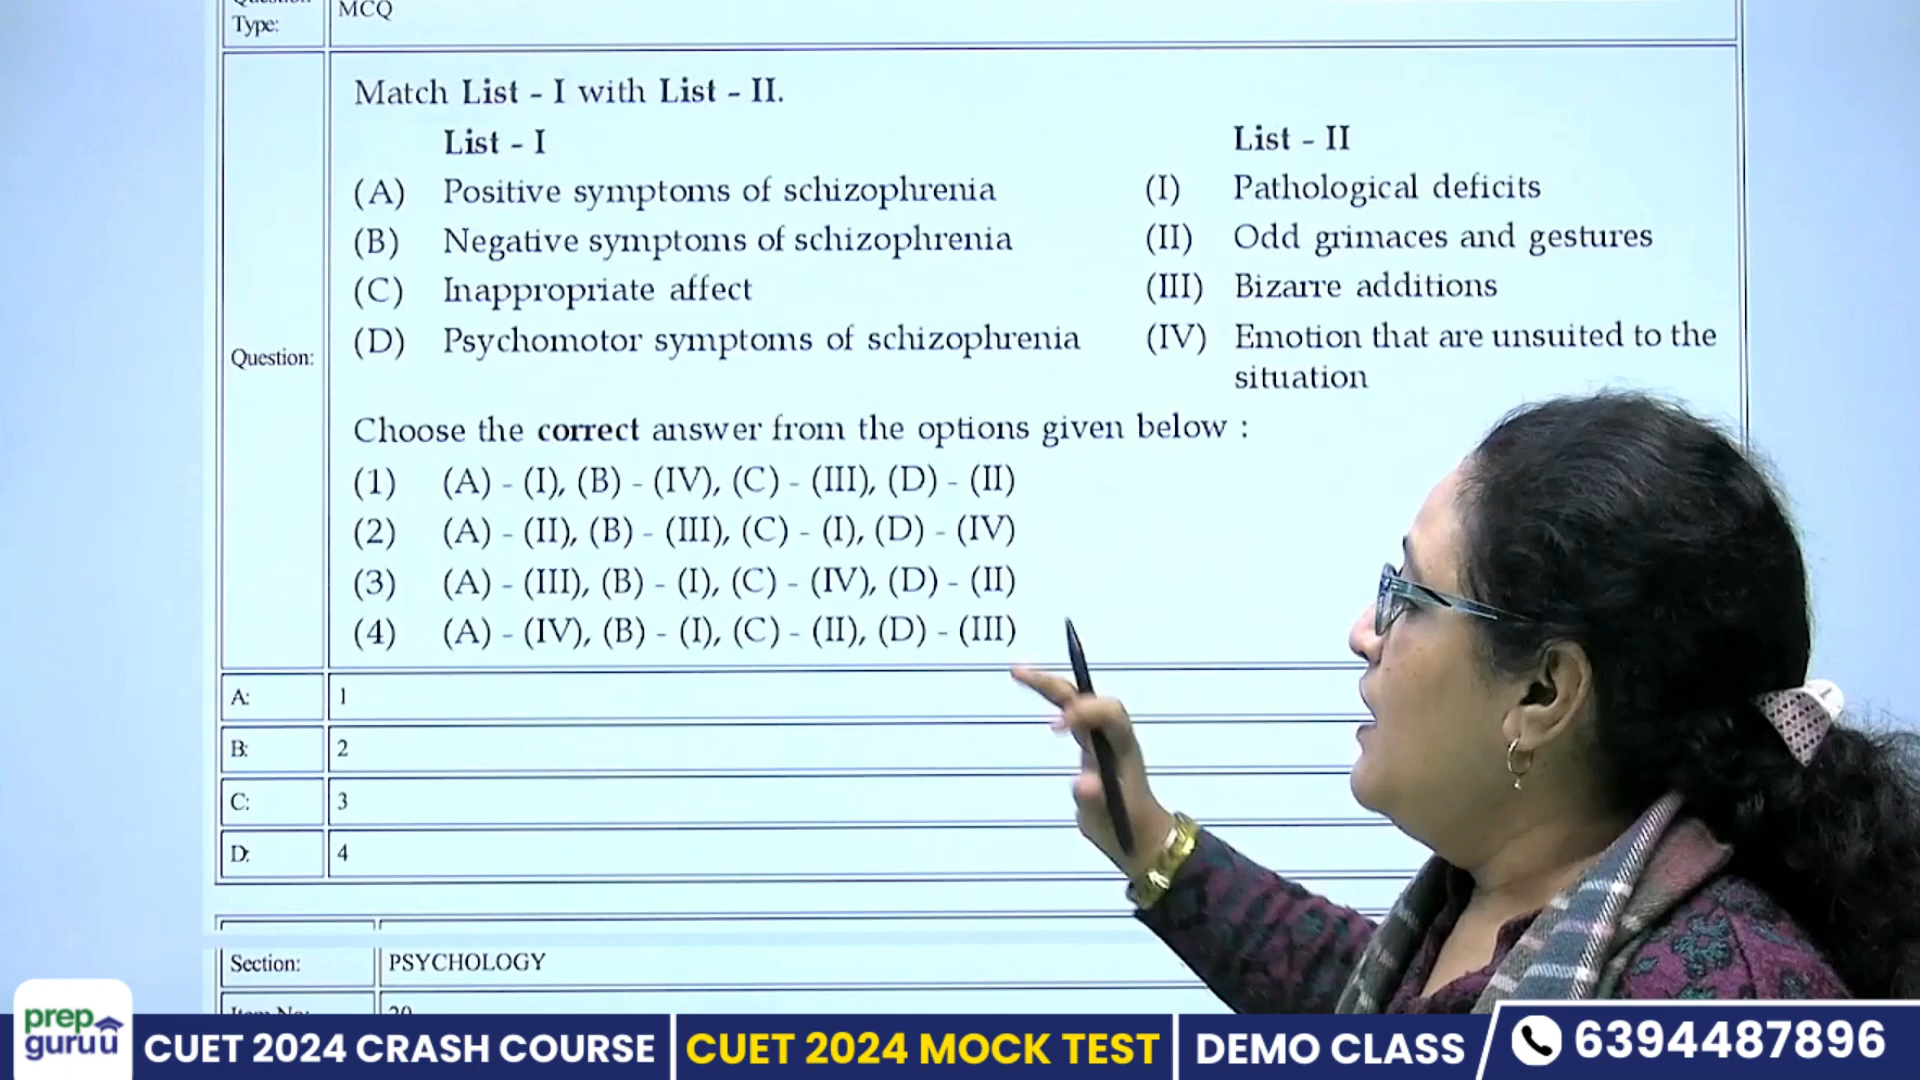 Type:
MCQ
Match List - I with List - II.
List - I
List - II
(A) Positive symptoms of schizophrenia
(I) Pathological deficits
(B) Negative symptoms of schizophrenia
(II) Odd grimaces and gestures
(C) Inappropriate affect
(III) Bizarre additions
(D) Psychomotor symptoms of schizophrenia
(IV) Emotion that are unsuited to the
situation
Question:
Choose the correct answer from the options given below :
(1) (A) - (I), (B) - (IV), (C) - (III), (D) - (II)
(2) (A) - (II), (B) - (III), (C) - (I), (D) - (IV)
(3) (A) - (III), (B) - (I), (C) - (IV), (D) - (II)
(4) (A) - (IV), (B) - (I), (C) - (II), (D) - (III)
A: 1
B: 2
C: 3
D: 4
Section: PSYCHOLOGY
prep
guruu
CUET 2024 CRASH COURSE
CUET 2024 MOCK TEST
DEMO CLASS
6394487896